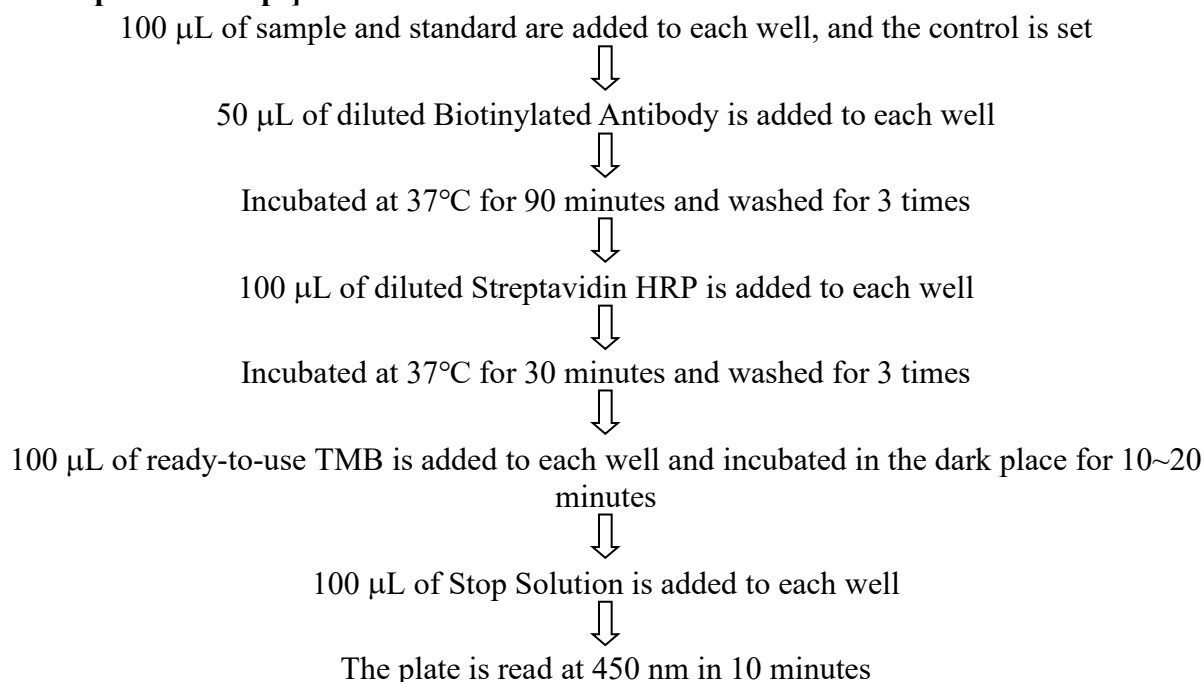 100 μL of sample and standard are added to each well, and the control is set
50 μL of diluted Biotinylated Antibody is added to each well
Incubated at 37℃ for 90 minutes and washed for 3 times
100 μL of diluted Streptavidin HRP is added to each well
Incubated at 37℃ for 30 minutes and washed for 3 times
100 μL of ready-to-use TMB is added to each well and incubated in the dark place for 10~20
minutes
100 μL of Stop Solution is added to each well
The plate is read at 450 nm in 10 minutes